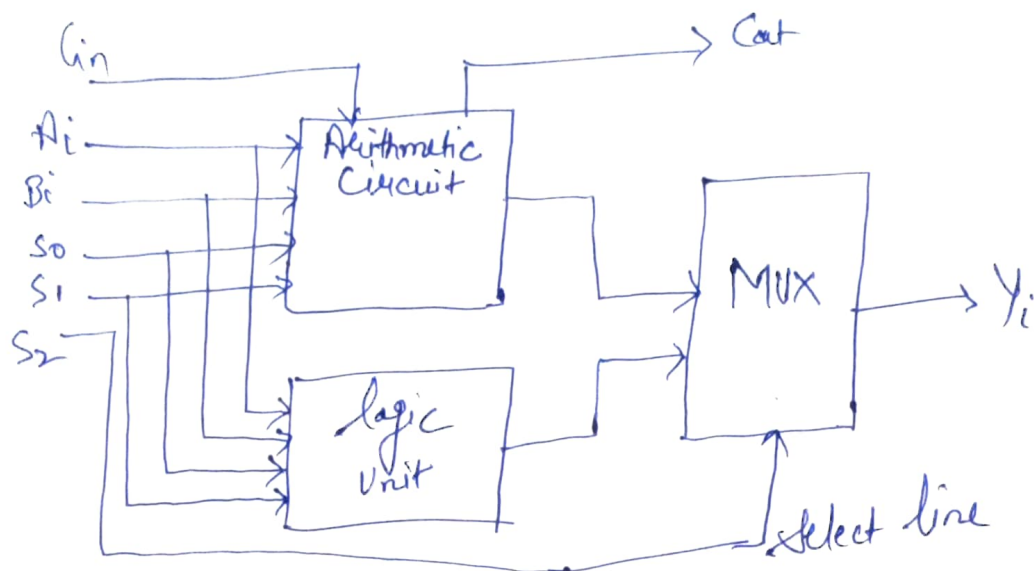 Cin
Cout
Ai
Arithmetic
Circuit
Bi
S0
S1
MUX
Yi
S2
logic
unit
select line